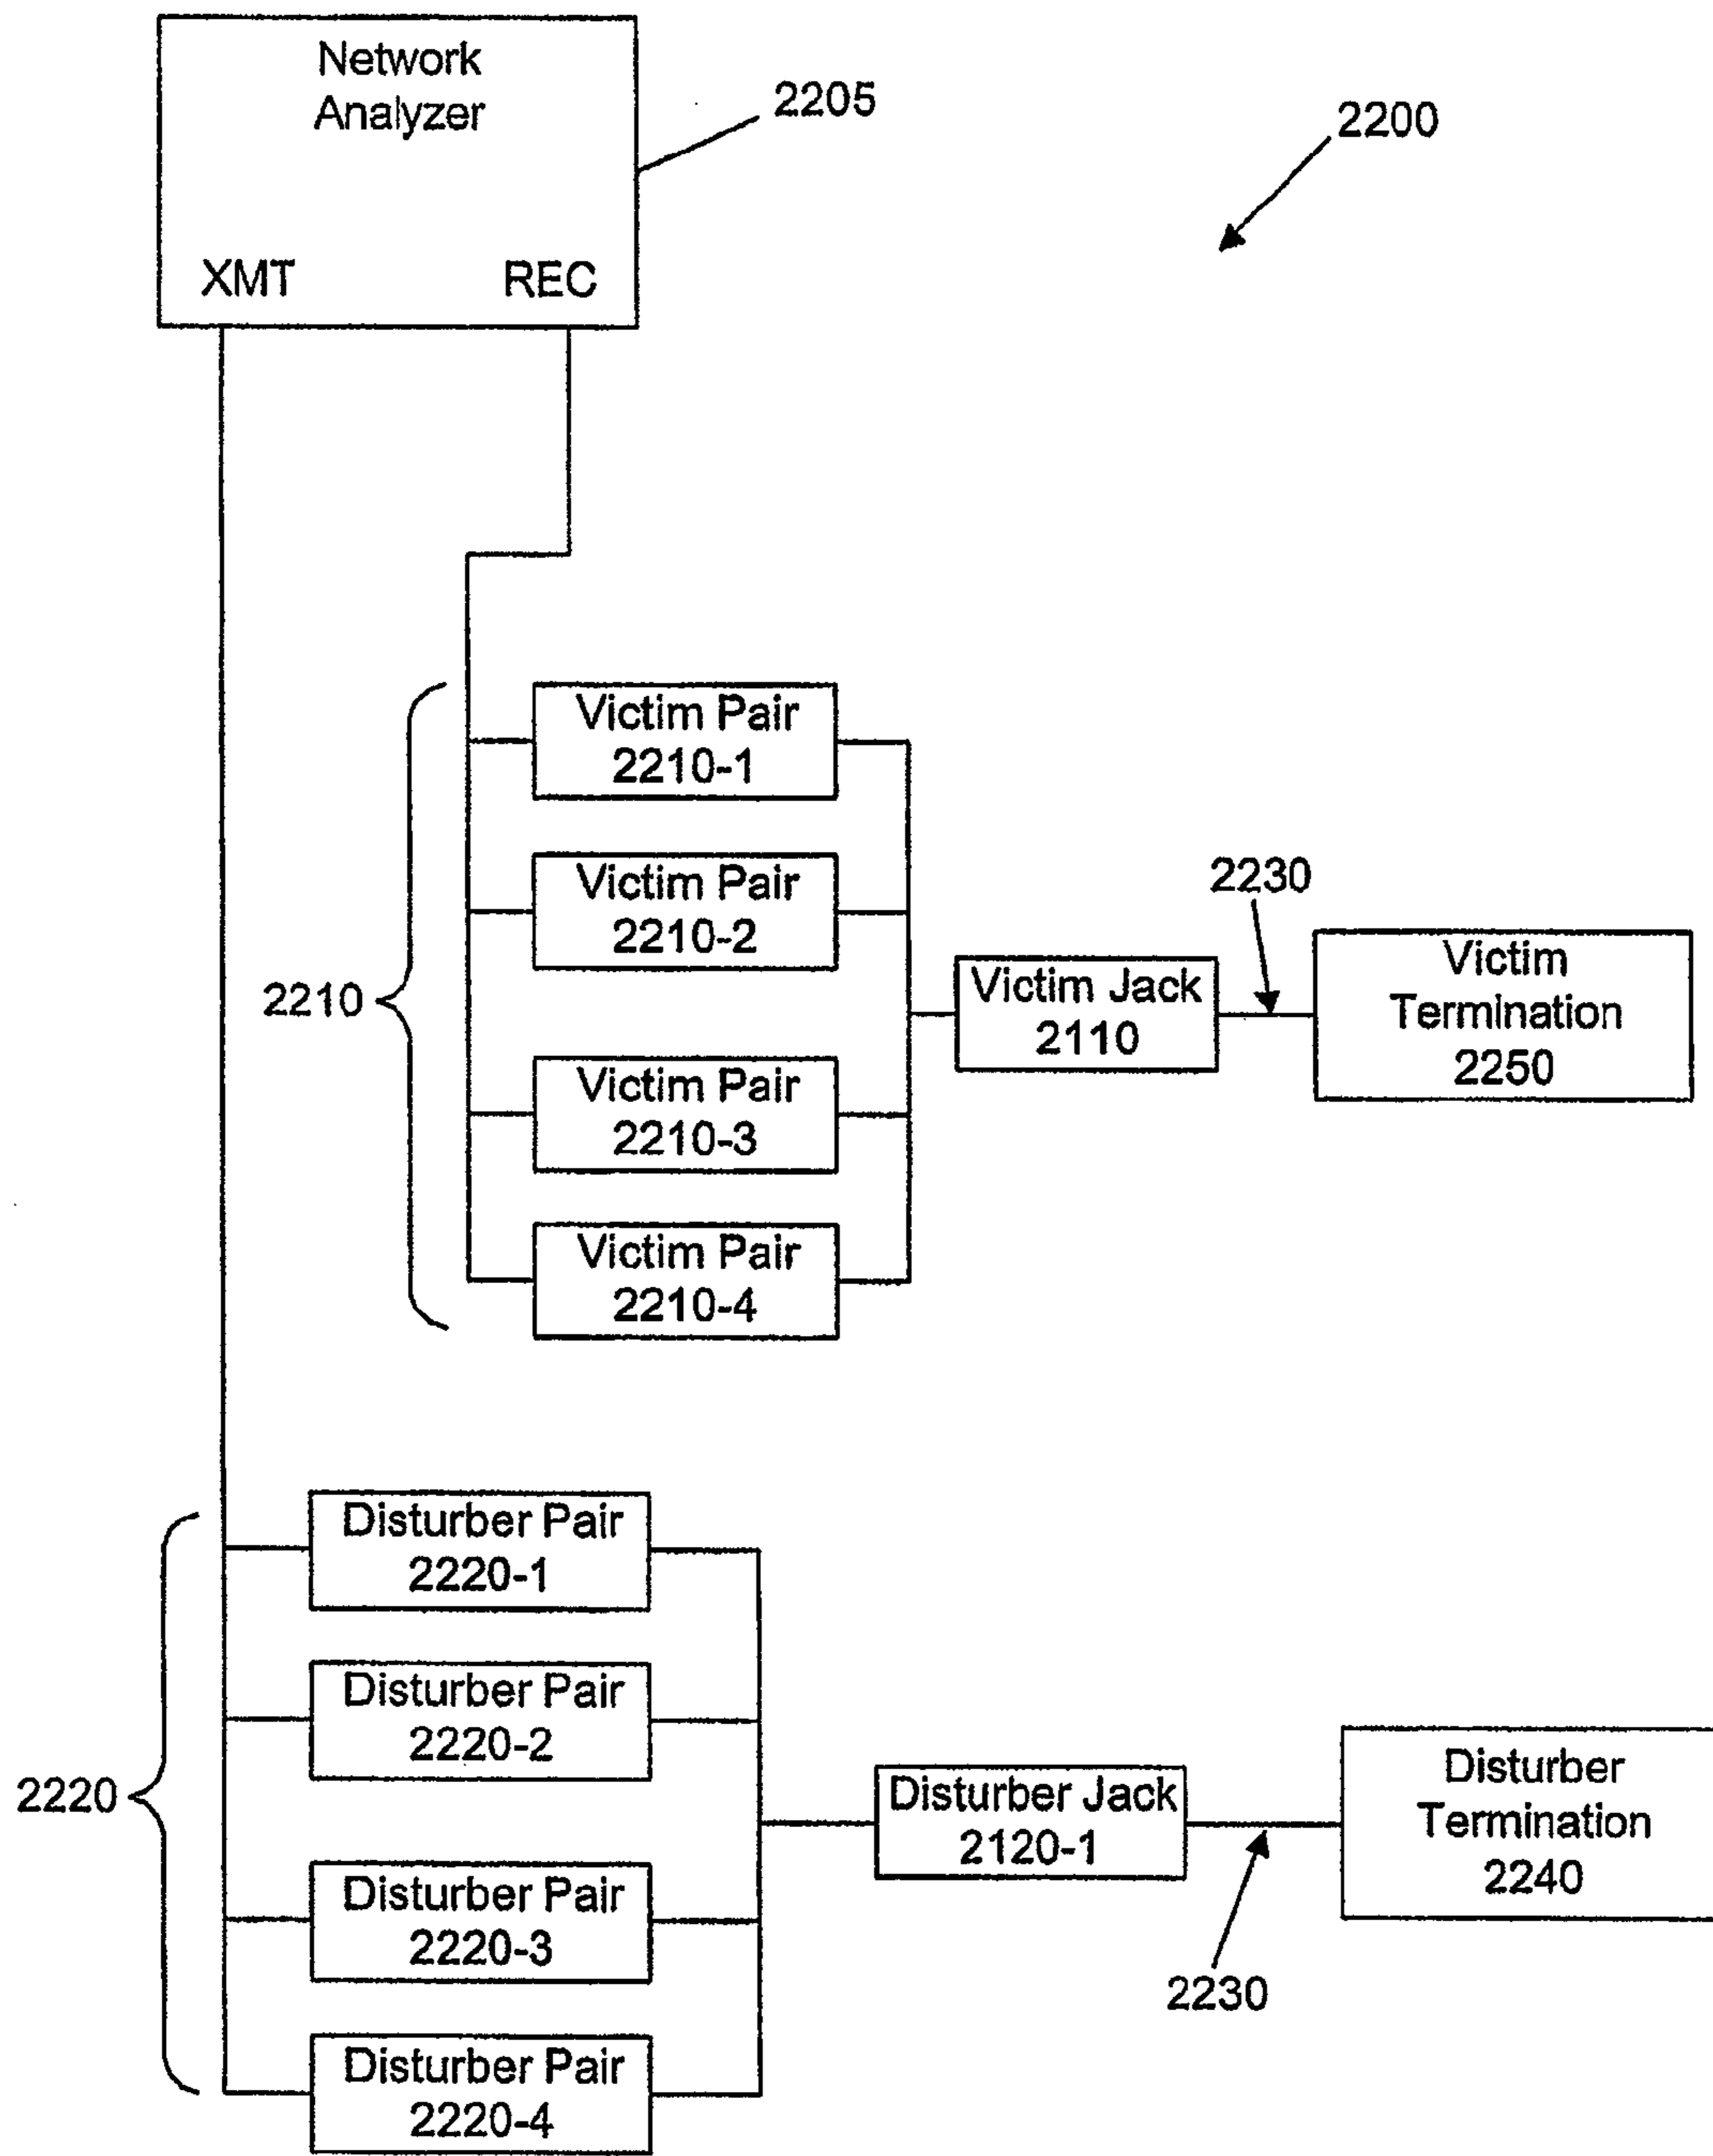 Network
Analyzer
2205
2200
XMT
REC
Victim Pair
2210-1
Victim Pair
2210-2
2230
2210
Victim Jack
2110
Victim
Termination
2250
Victim Pair
2210-3
Victim Pair
2210-4
Disturber Pair
2220-1
Disturber Pair
2220-2
2220
Disturber Jack
2120-1
Disturber
Termination
2240
Disturber Pair
2220-3
2230
Disturber Pair
2220-4